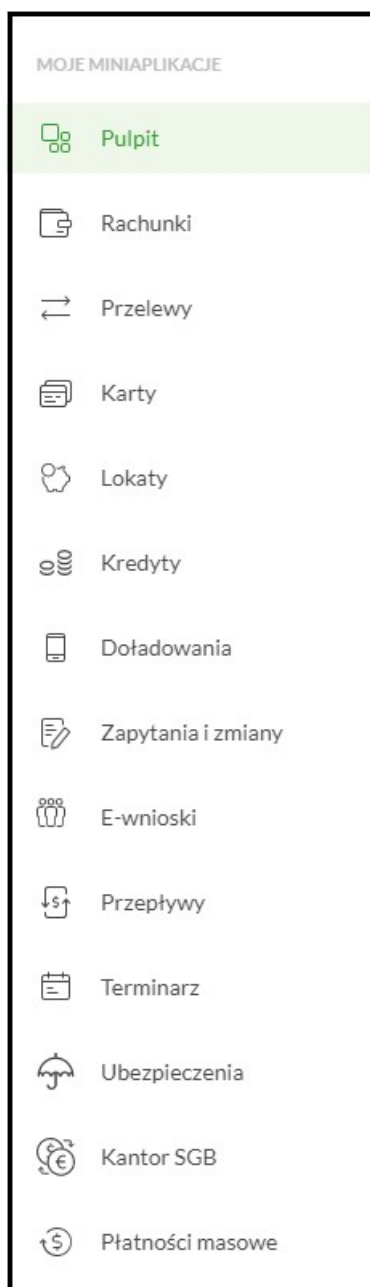 MOJE MINIAPLIKACJE
Pulpit
Rachunki
Przelewy
Karty
Lokaty
Kredyty
Doładowania
Zapytania i zmiany
E-wnioski
Przepływy
Terminarz
Ubezpieczenia
Kantor SGB
Płatności masowe